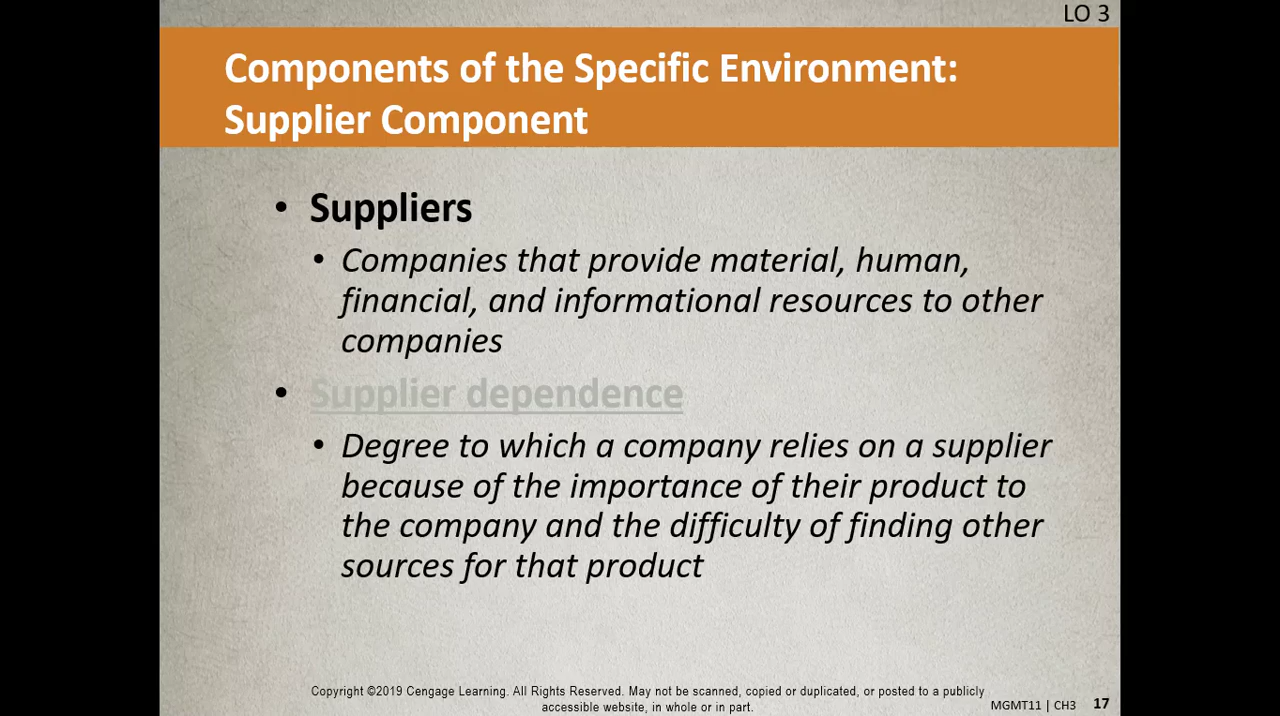 LO 3
Components of the Specific Environment:
Supplier Component
• Suppliers
• Companies that provide material, human,
financial, and informational resources to other
companies
• Supplier dependence
• Degree to which a company relies on a supplier
because of the importance of their product to
the company and the difficulty of finding other
sources for that product
Copyright ©2019 Cengage Learning. All Rights Reserved. May not be scanned, copied or duplicated, or posted to a publicly
accessible website, in whole or in part.
MGMT11 | CH3 17